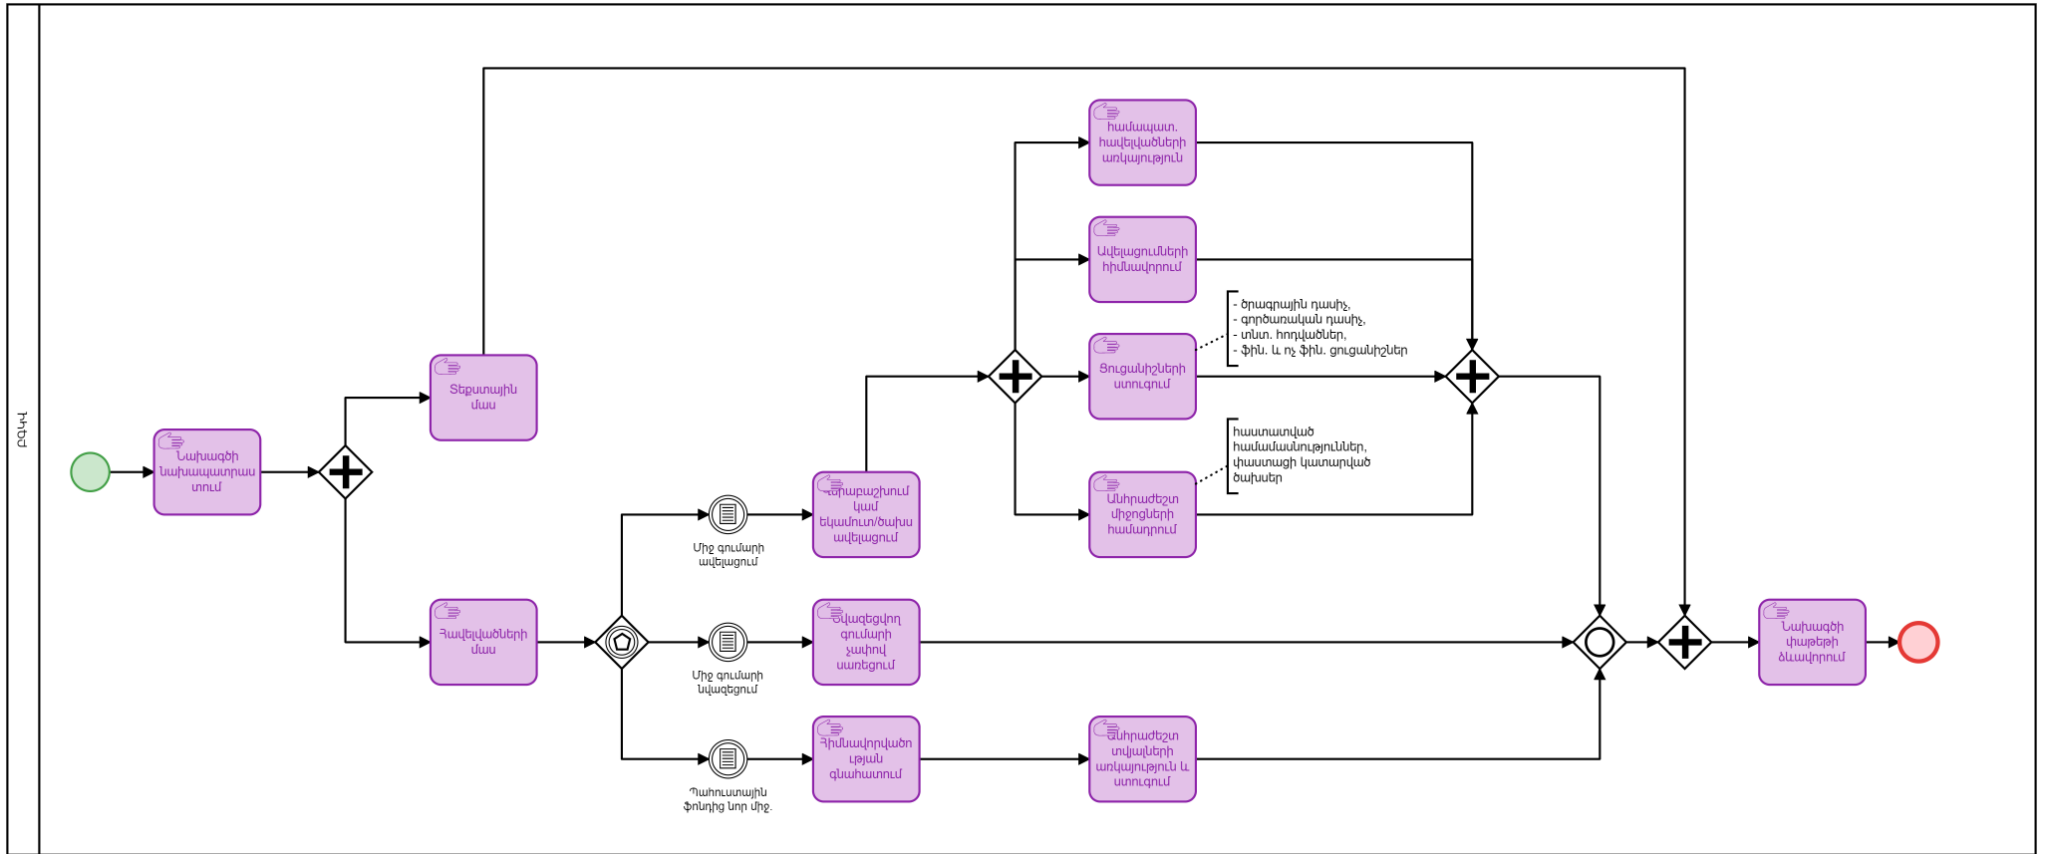 ԲԳԿՎ
Նախագծի
նախապատրաս
տում
Տեքստային
մաս
Հավելվածների
մաս
Միջ գումարի
ավելացում
Միջ գումարի
նվազեցում
Պահուստային
ֆոնդից նոր միջ.
Վերաբաշխում
կամ
եկամուտ/ծախս
ավելացում
Նվազեցվող
գումարի
չափով
սառեցում
Հիմնավորվածո
ւթյան
գնահատում
համապատ.
հավելվածների
առկայություն
Ավելացումների
հիմնավորում
Ցուցանիշների
ստուգում
- ծրագրային դասիչ,
- գործառական դասիչ,
- տնտ. հոդվածներ,
- ֆին. և ոչ ֆին. ցուցանիշներ
Անհրաժեշտ
միջոցների
համադրում
հաստատված
համամասնություններ,
փաստացի կատարված
ծախսեր
Անհրաժեշտ
տվյալների
առկայություն և
ստուգում
Նախագծի
փաթեթի
ձևավորում